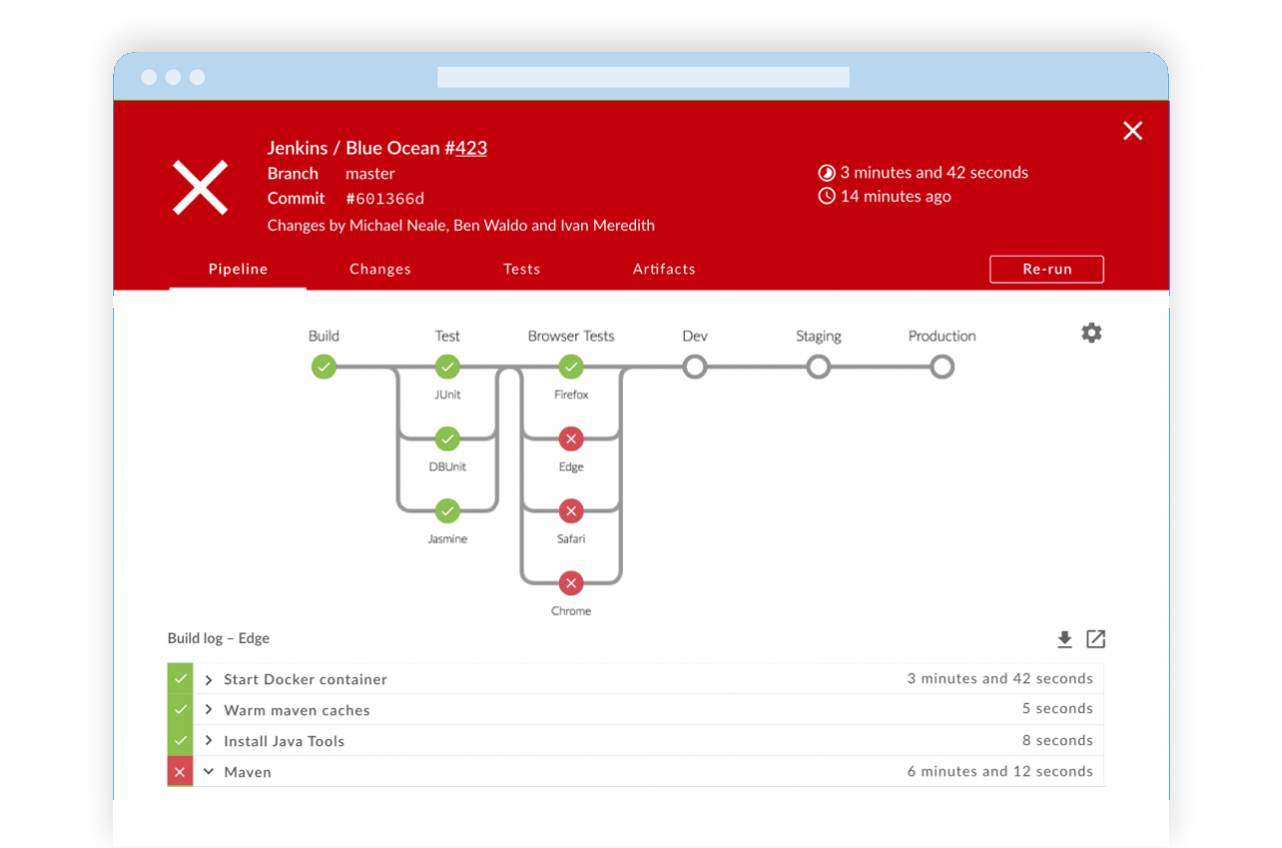 Jenkins / Blue Ocean #423
Branch master
Commit #601366d
Changes by Michael Neale, Ben Waldo and Ivan Meredith
3 minutes and 42 seconds
14 minutes ago
Pipeline Changes Tests Artifacts Re-run
Build Test Browser Tests Dev Staging Production
JUnit Firefox
DBUnit Edge
Jasmine Safari
Chrome
Build log – Edge
Start Docker container 3 minutes and 42 seconds
Warm maven caches 5 seconds
Install Java Tools 8 seconds
Maven 6 minutes and 12 seconds